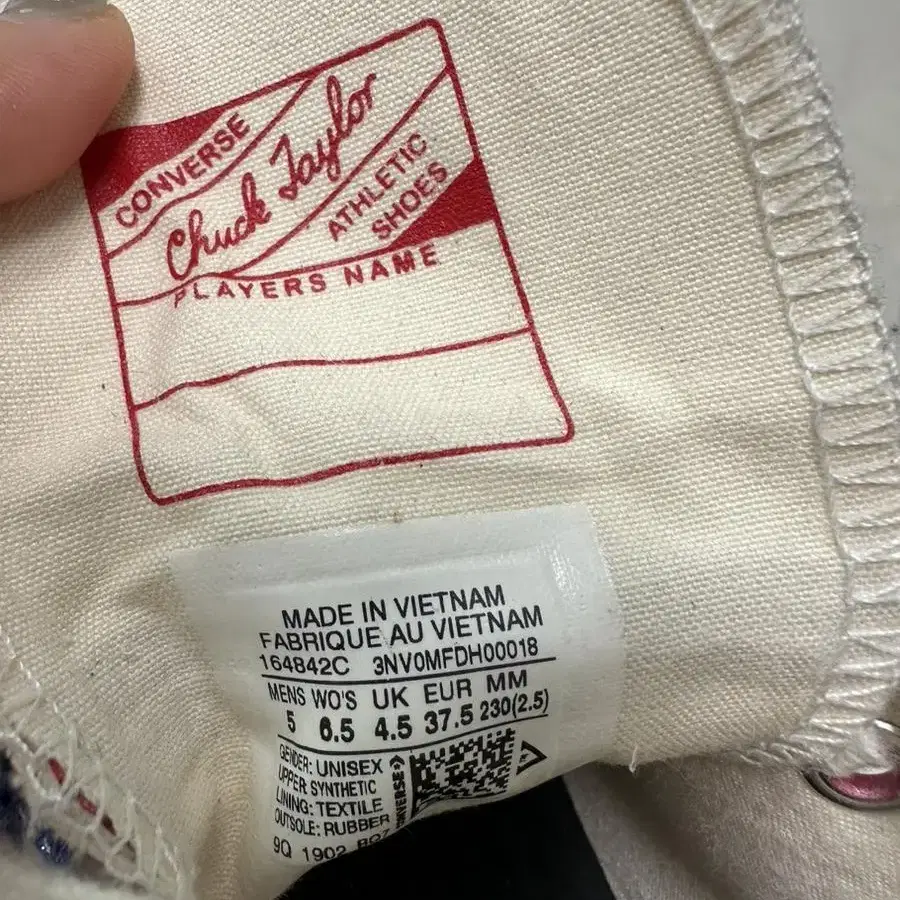 CONVERSE
Chuck Taylor
ATHLETIC
SHOES
PLAYERS NAME
MADE IN VIETNAM
FABRIQUE AU VIETNAM
164842C 3NV0MFDH00018
MENS WO'S UK EUR MM
5 6.5 4.5 37.5 230(2.5)
GENDER: UNISEX
UPPER SYNTHETIC
LINING: TEXTILE
OUTSOLE: RUBBER
CONVERSE
9Q 1902